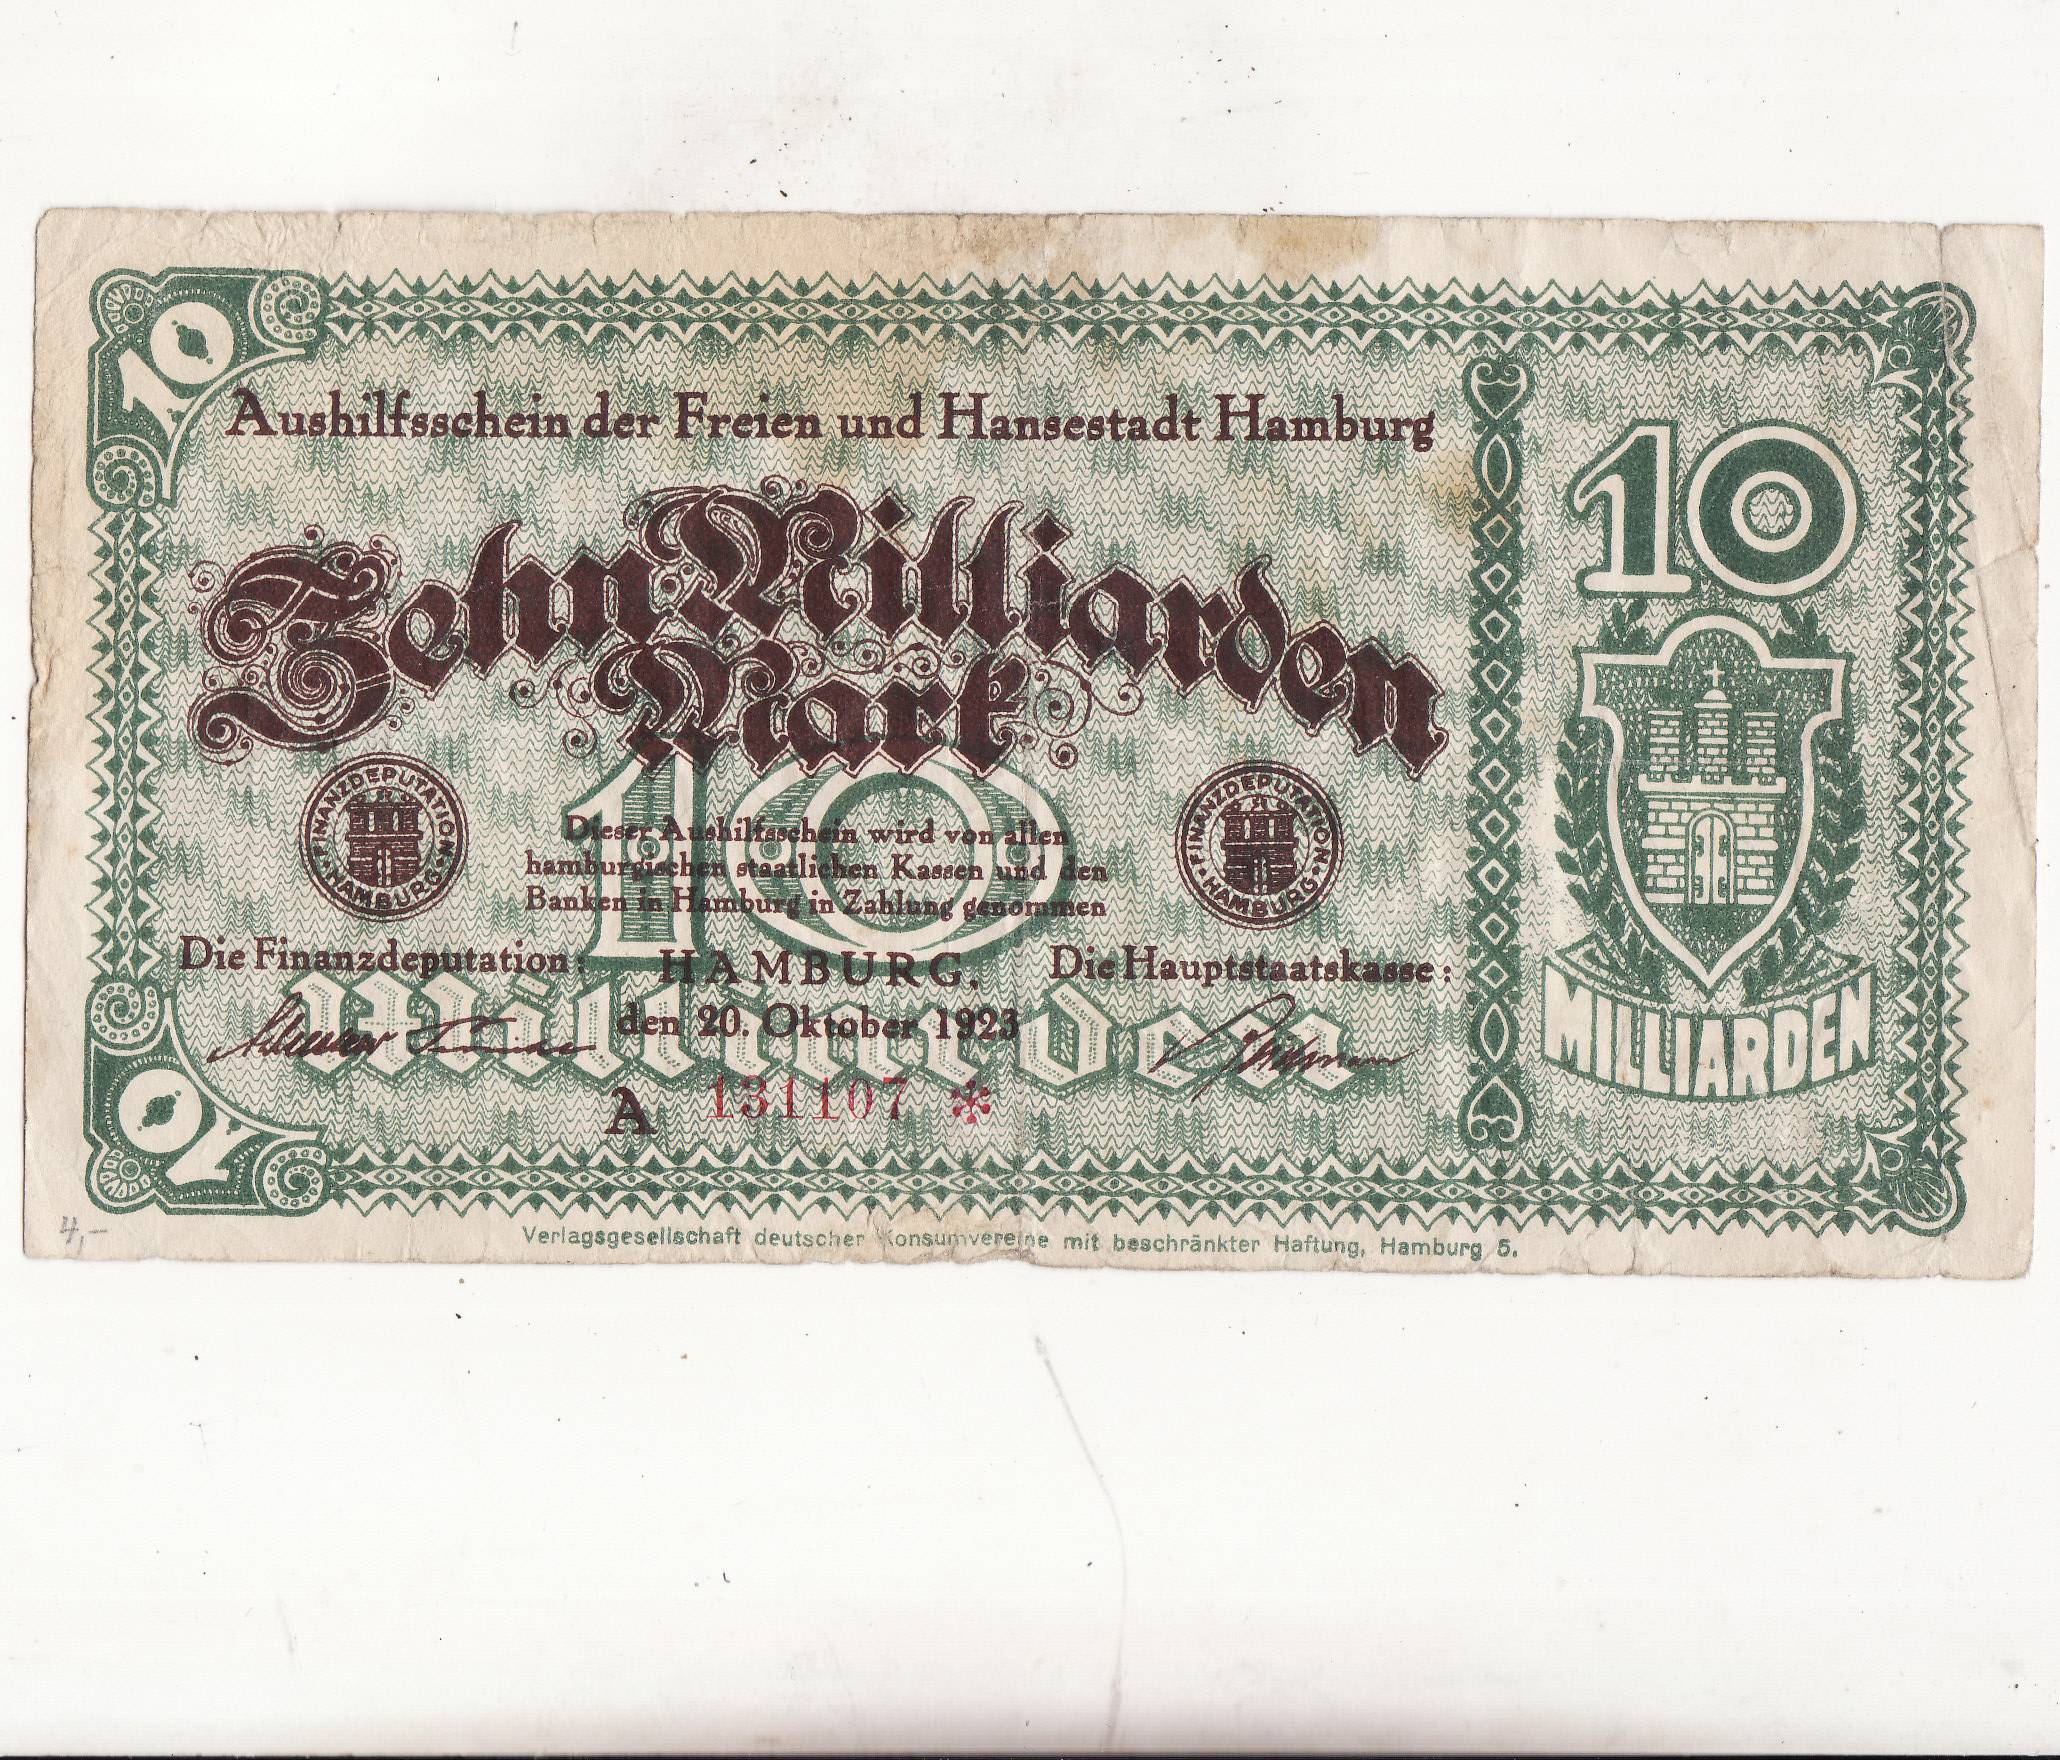 10
Aushilfsschein der Freien und Hansestadt Hamburg
10
Zehn Milliarden
Mark
10
FINANZDEPUTATION
HAMBURG
FINANZDEPUTATION
HAMBURG
Dieser Aushilfsschein wird von allen
hamburgischen staatlichen Kassen und den
Banken in Hamburg in Zahlung genommen
Die Finanzdeputation:
HAMBURG,
Die Hauptstaatskasse:
Milliarden
den 20. Oktober 1923
MILLIARDEN
A 131107 *
10
4,-
Verlagsgesellschaft deutscher Konsumvereine mit beschränkter Haftung, Hamburg 5.